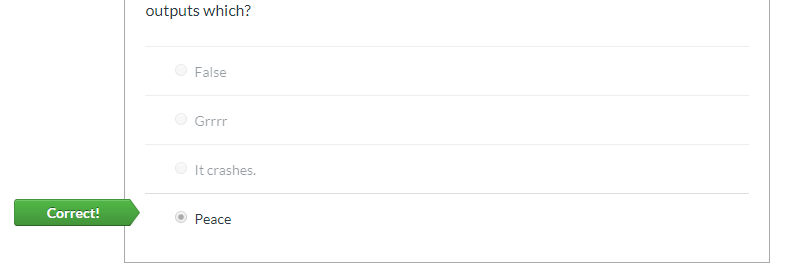 outputs which?
False
Grrrr
It crashes.
Correct!
Peace